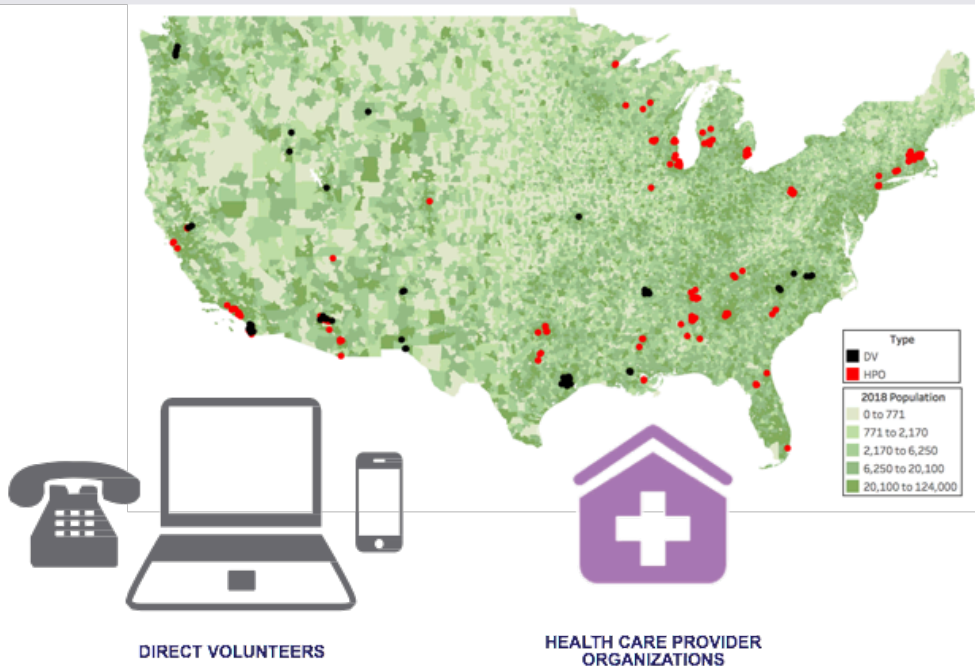 Type
DV
HPO
2018 Population
0 to 771
771 to 2,170
2,170 to 6,250
6,250 to 20,100
20,100 to 124,000
DIRECT VOLUNTEERS
HEALTH CARE PROVIDER
ORGANIZATIONS